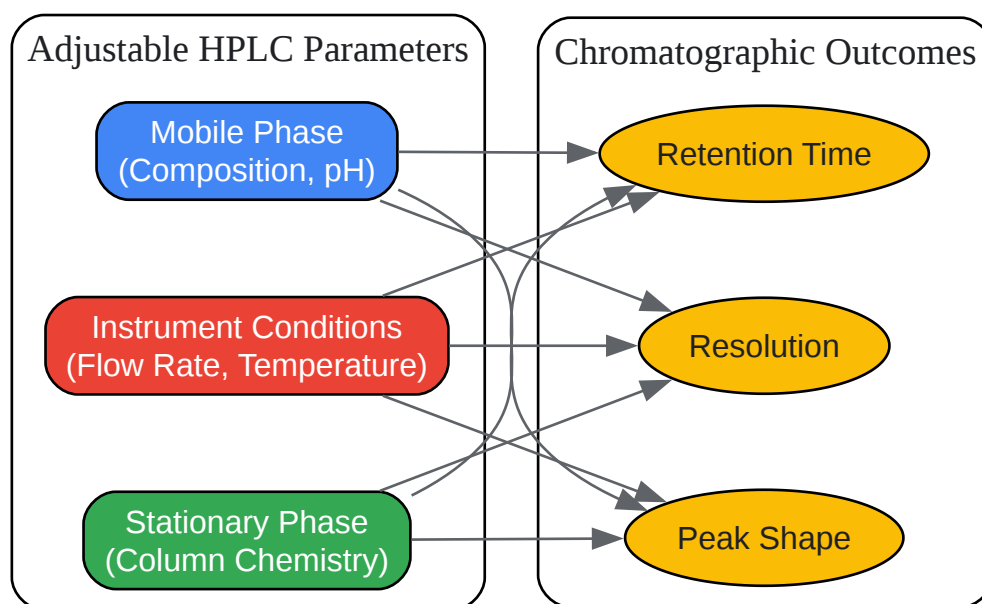 Adjustable HPLC Parameters
Mobile Phase
(Composition, pH)
Instrument Conditions
(Flow Rate, Temperature)
Stationary Phase
(Column Chemistry)
Chromatographic Outcomes
Retention Time
Resolution
Peak Shape